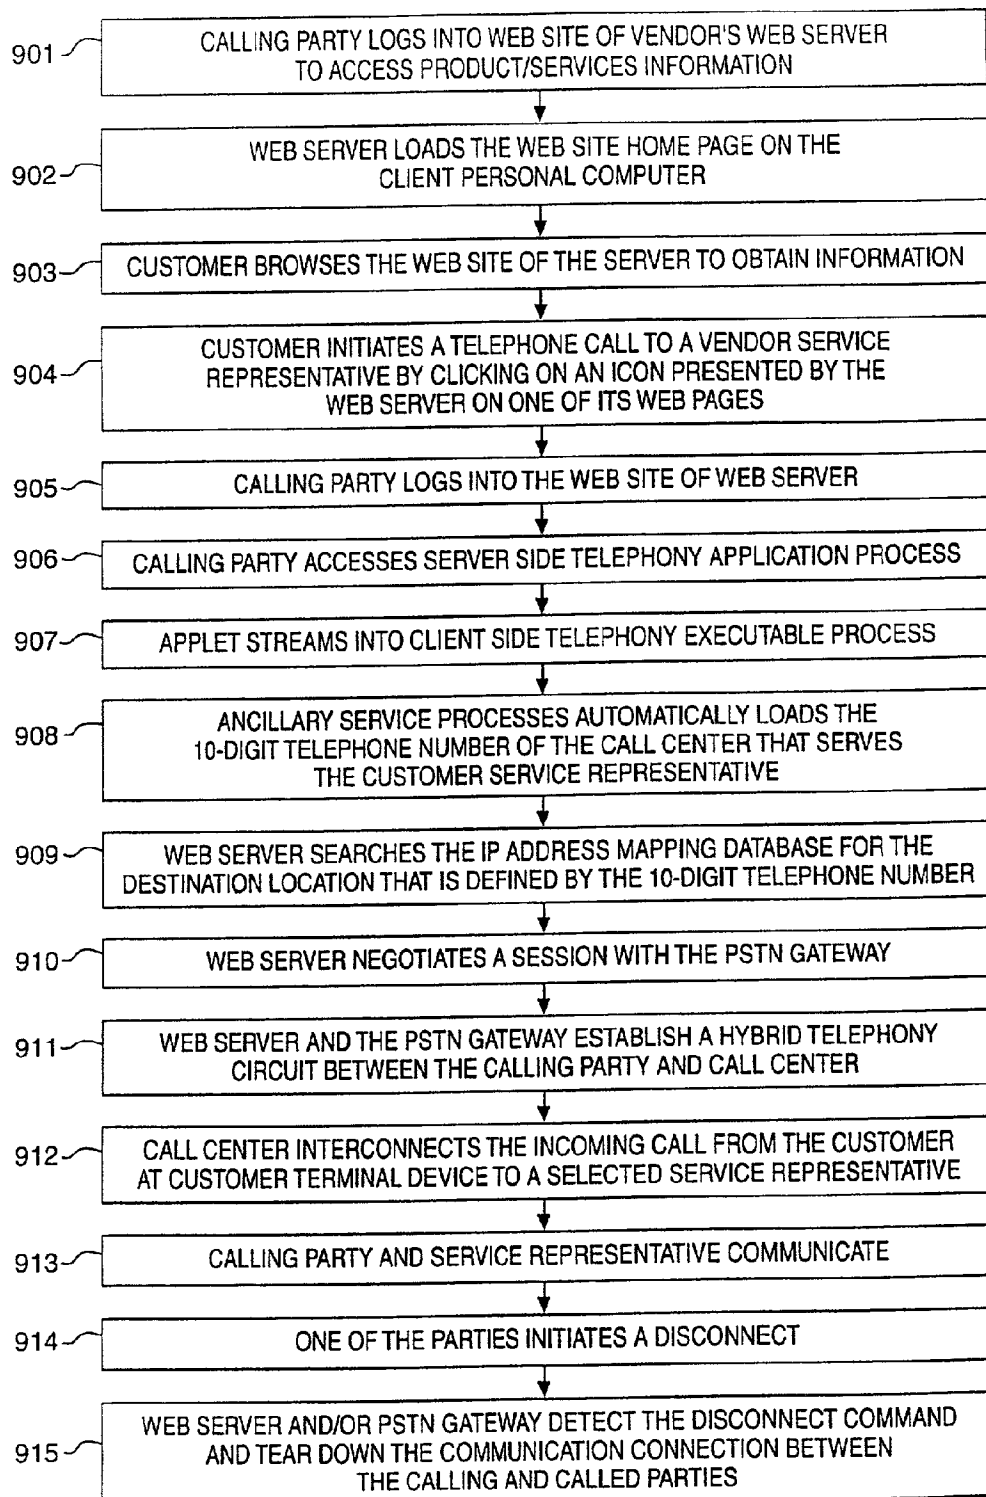 901
CALLING PARTY LOGS INTO WEB SITE OF VENDOR'S WEB SERVER
TO ACCESS PRODUCT/SERVICES INFORMATION
902
WEB SERVER LOADS THE WEB SITE HOME PAGE ON THE
CLIENT PERSONAL COMPUTER
903
CUSTOMER BROWSES THE WEB SITE OF THE SERVER TO OBTAIN INFORMATION
904
CUSTOMER INITIATES A TELEPHONE CALL TO A VENDOR SERVICE
REPRESENTATIVE BY CLICKING ON AN ICON PRESENTED BY THE
WEB SERVER ON ONE OF ITS WEB PAGES
905
CALLING PARTY LOGS INTO THE WEB SITE OF WEB SERVER
906
CALLING PARTY ACCESSES SERVER SIDE TELEPHONY APPLICATION PROCESS
907
APPLET STREAMS INTO CLIENT SIDE TELEPHONY EXECUTABLE PROCESS
908
ANCILLARY SERVICE PROCESSES AUTOMATICALLY LOADS THE
10-DIGIT TELEPHONE NUMBER OF THE CALL CENTER THAT SERVES
THE CUSTOMER SERVICE REPRESENTATIVE
909
WEB SERVER SEARCHES THE IP ADDRESS MAPPING DATABASE FOR THE
DESTINATION LOCATION THAT IS DEFINED BY THE 10-DIGIT TELEPHONE NUMBER
910
WEB SERVER NEGOTIATES A SESSION WITH THE PSTN GATEWAY
911
WEB SERVER AND THE PSTN GATEWAY ESTABLISH A HYBRID TELEPHONY
CIRCUIT BETWEEN THE CALLING PARTY AND CALL CENTER
912
CALL CENTER INTERCONNECTS THE INCOMING CALL FROM THE CUSTOMER
AT CUSTOMER TERMINAL DEVICE TO A SELECTED SERVICE REPRESENTATIVE
913
CALLING PARTY AND SERVICE REPRESENTATIVE COMMUNICATE
914
ONE OF THE PARTIES INITIATES A DISCONNECT
915
WEB SERVER AND/OR PSTN GATEWAY DETECT THE DISCONNECT COMMAND
AND TEAR DOWN THE COMMUNICATION CONNECTION BETWEEN
THE CALLING AND CALLED PARTIES